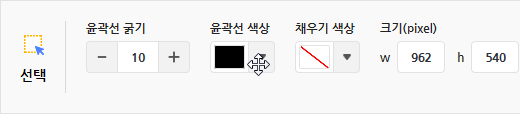 윤곽선 굵기 윤곽선 색상 채우기 색상 크기(pixel)
선택 − 10 + w 962 h 540